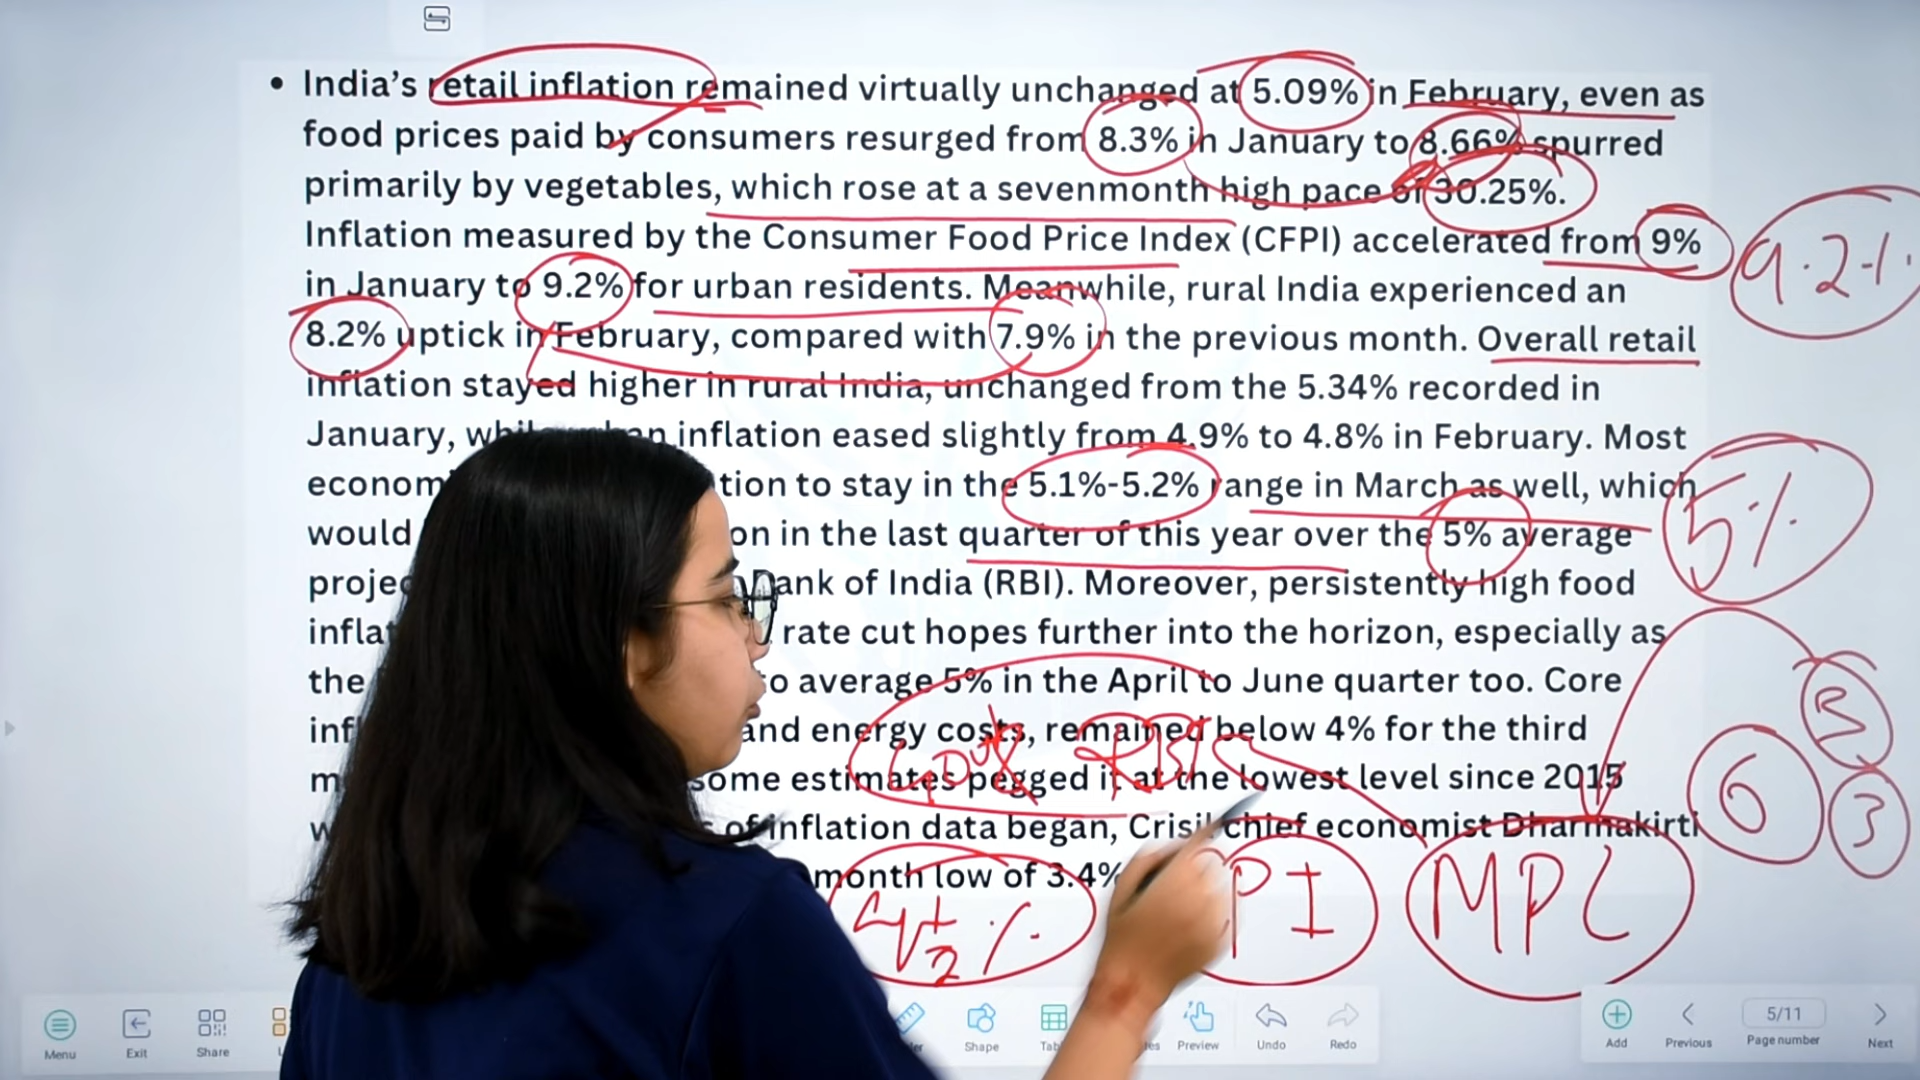 • India's retail inflation remained virtually unchanged at 5.09% in February, even as
food prices paid by consumers resurged from 8.3% in January to 8.66% spurred
primarily by vegetables, which rose at a sevenmonth high pace of 30.25%.
Inflation measured by the Consumer Food Price Index (CFPI) accelerated from 9%
9.2%
in January to 9.2% for urban residents. Meanwhile, rural India experienced an
8.2% uptick in February, compared with 7.9% in the previous month. Overall retail
inflation stayed higher in rural India, unchanged from the 5.34% recorded in
January, while urban inflation eased slightly from 4.9% to 4.8% in February. Most
econom tion to stay in the 5.1%-5.2% range in March as well, which
5%
would on in the last quarter of this year over the 5% average
projec Bank of India (RBI). Moreover, persistently high food
inflat rate cut hopes further into the horizon, especially as
the to average 5% in the April to June quarter too. Core
3
inf and energy costs, remained below 4% for the third
Govt RBI
6
m some estimates pegged it at the lowest level since 2015
3
w of inflation data began, Crisil chief economist Dharmakirti
month low of 3.4%
4±2%
PI
MPC
Menu
Exit
Share
Shape
Preview
Undo
Redo
Add
Previous
5/11
Page number
Next